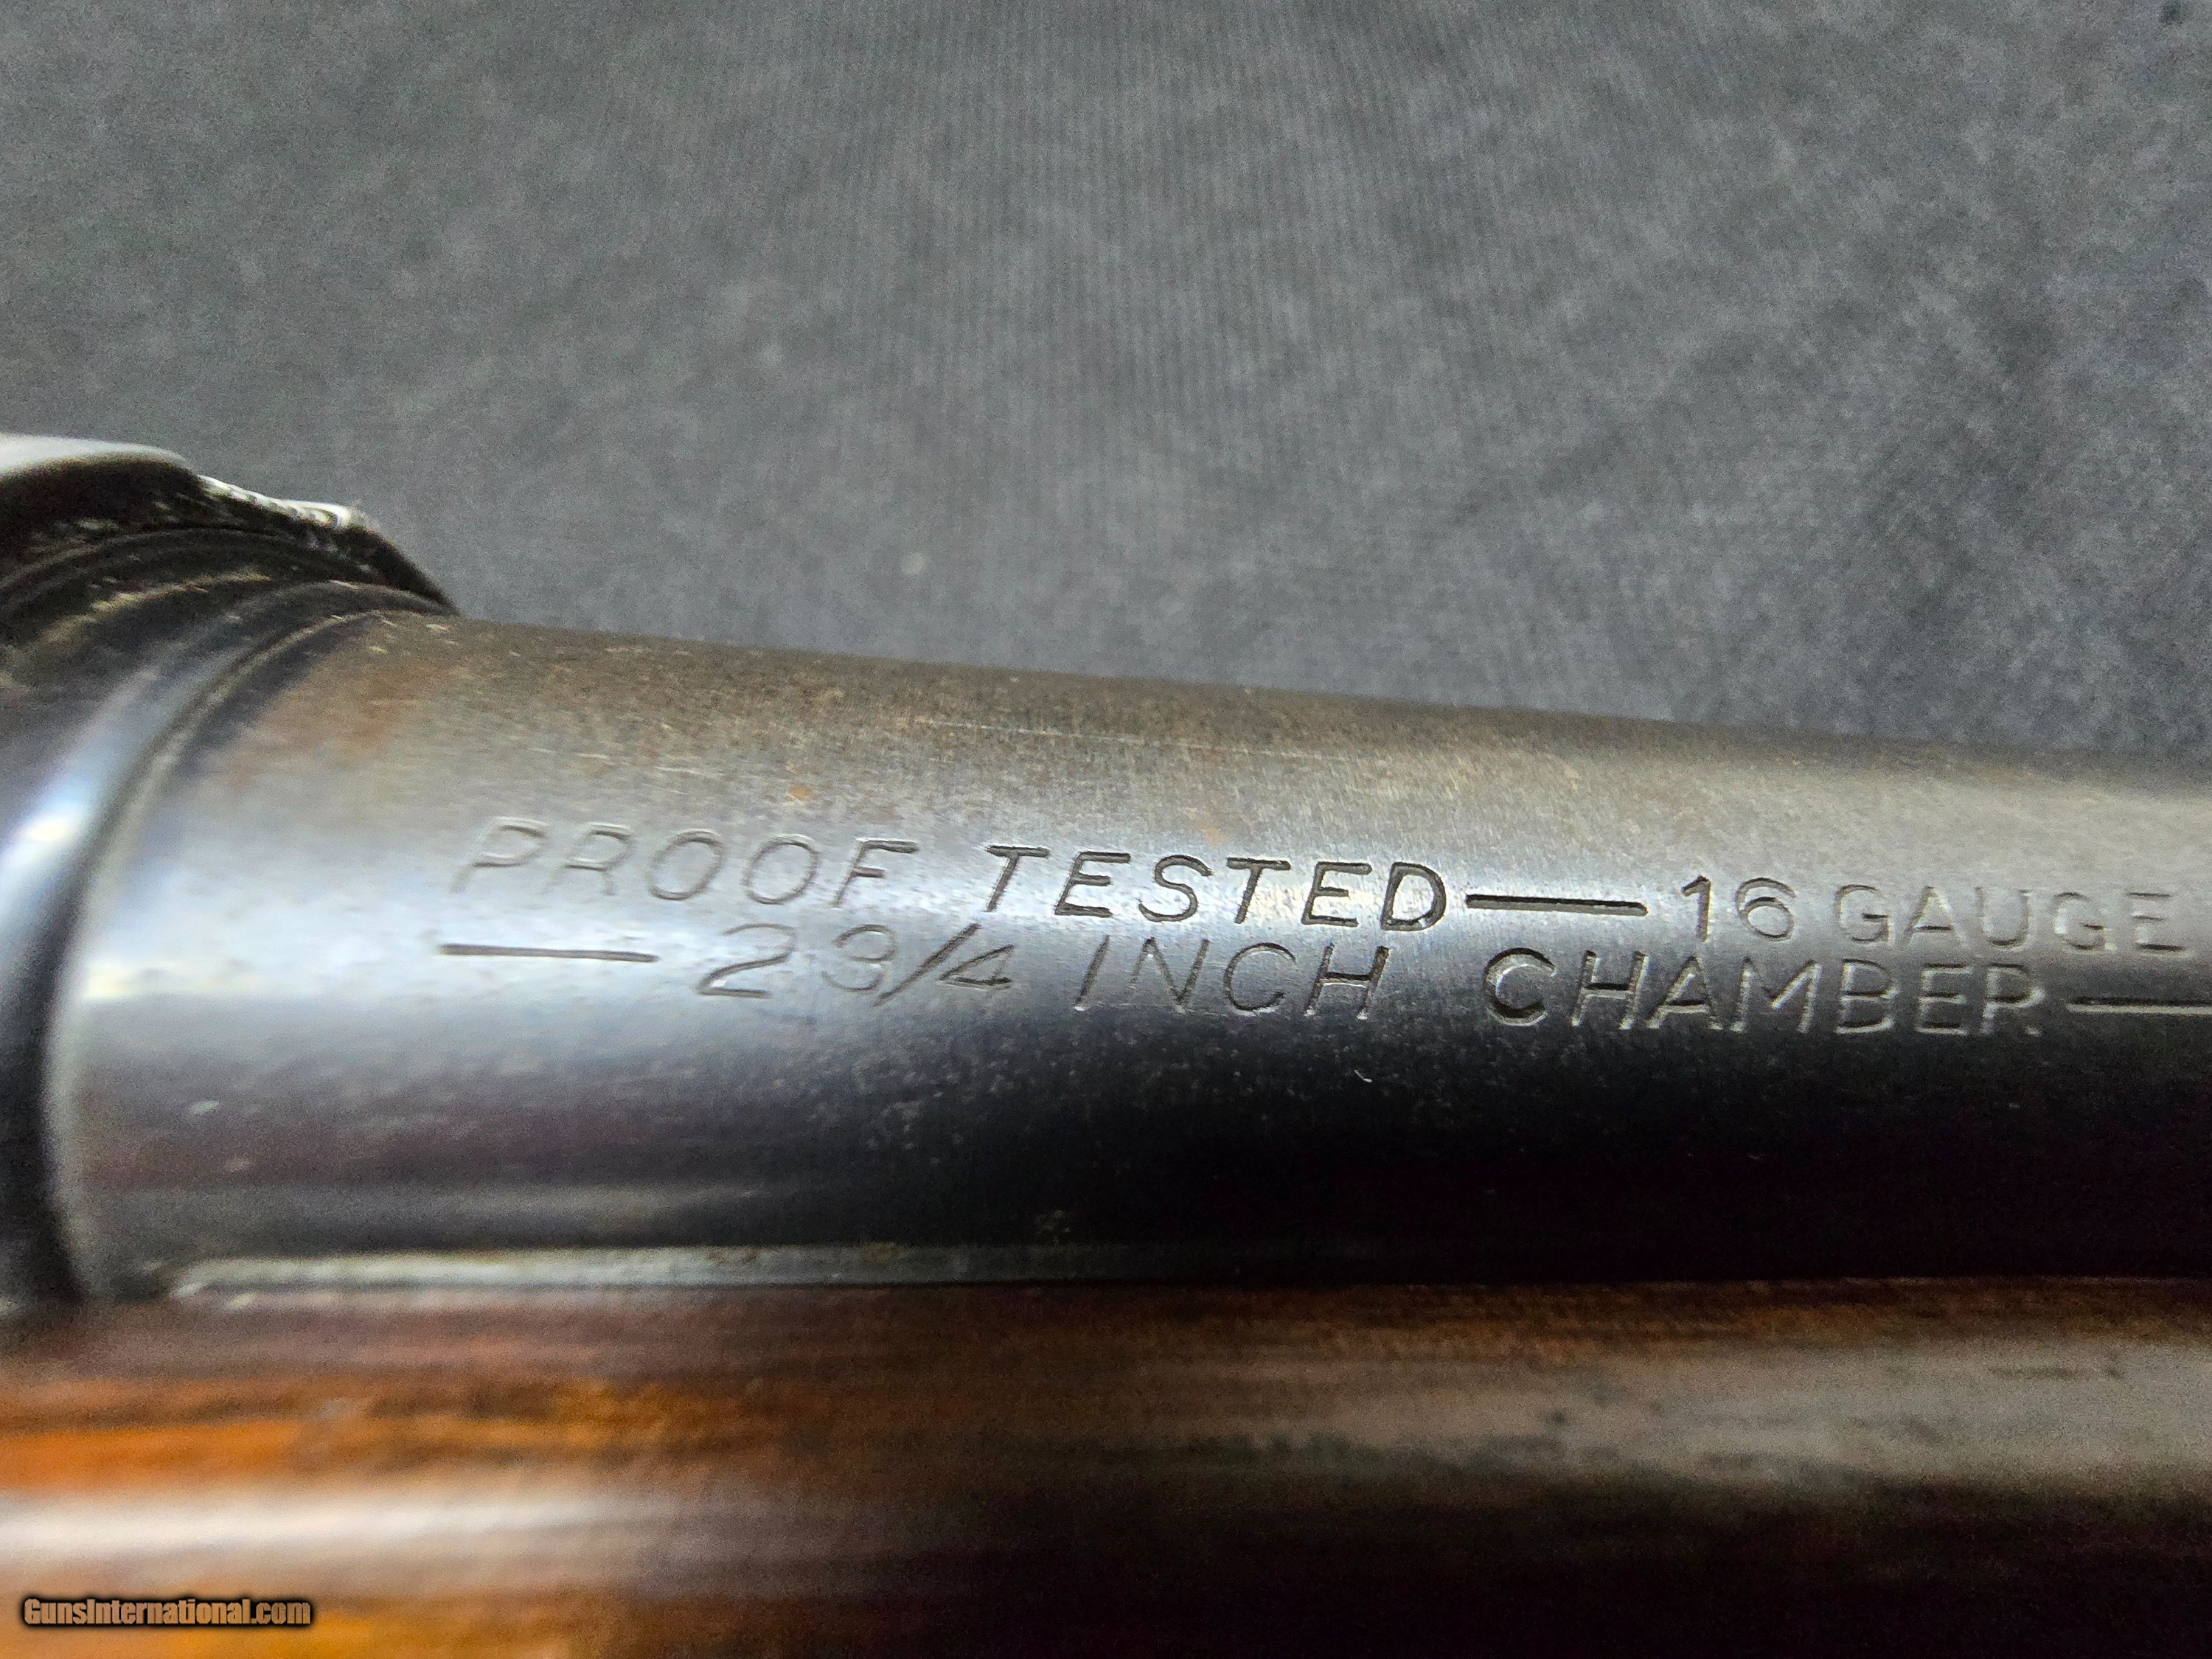 PROOF TESTED—16 GAUGE
—2 3/4 INCH CHAMBER—
GunsInternational.com